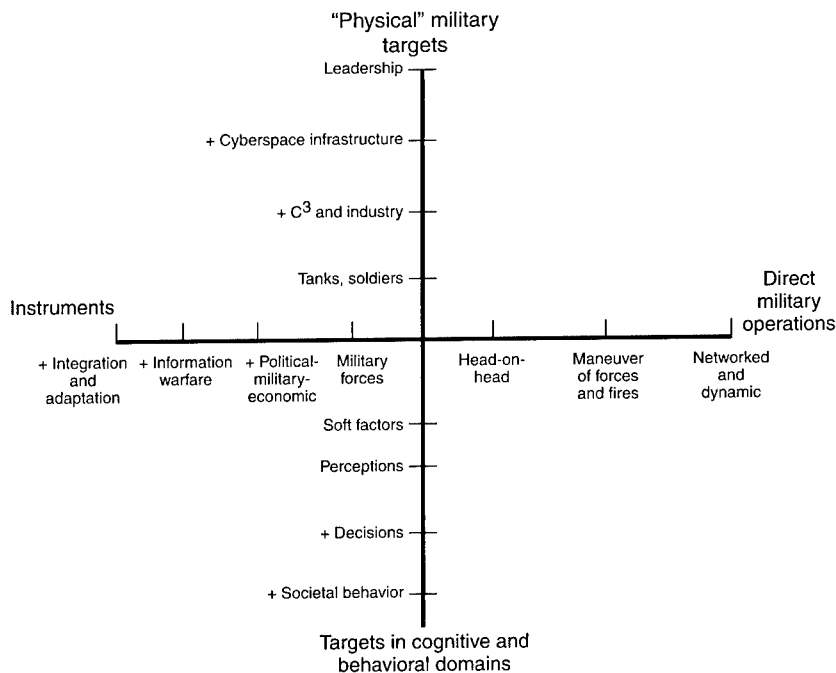 “Physical” military
targets
Leadership
+ Cyberspace infrastructure
+ C3 and industry
Tanks, soldiers
Instruments
Direct
military
operations
+ Integration
and
adaptation
+ Information
warfare
+ Political-
military-
economic
Military
forces
Head-on-
head
Maneuver
of forces
and fires
Networked
and
dynamic
Soft factors
Perceptions
+ Decisions
+ Societal behavior
Targets in cognitive and
behavioral domains